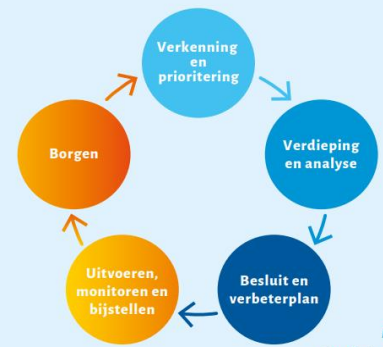 Verkenning
en
prioritering
Verdieping
en analyse
Besluit en
verbeterplan
Uitvoeren,
monitoren en
bijstellen
Borgen